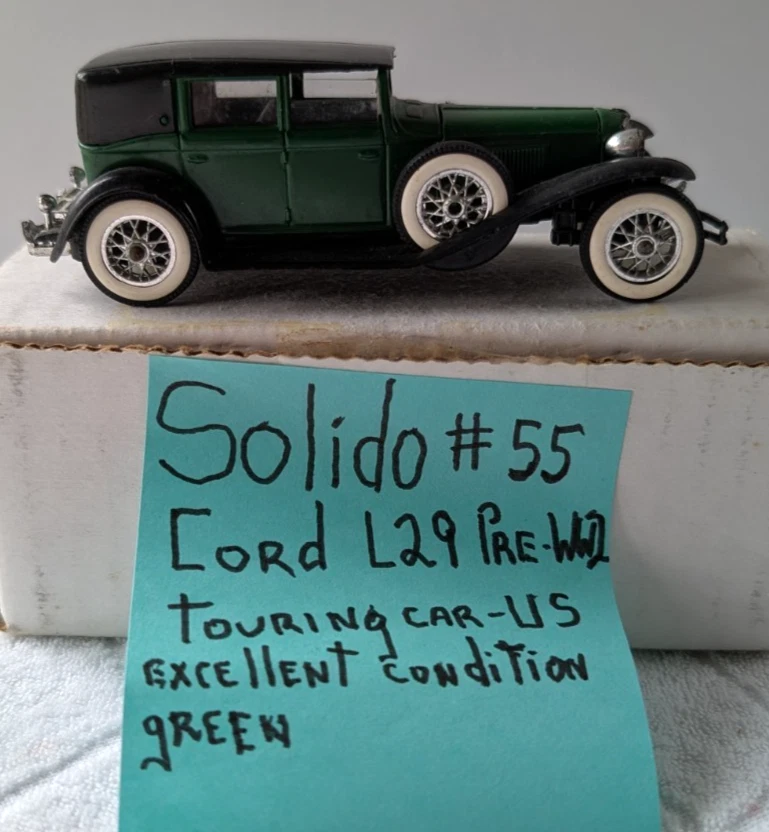 Solido #55
Cord L29 PRE-WW2
TOURING CAR-US
EXCEllENT CONdiTiON
gREEN